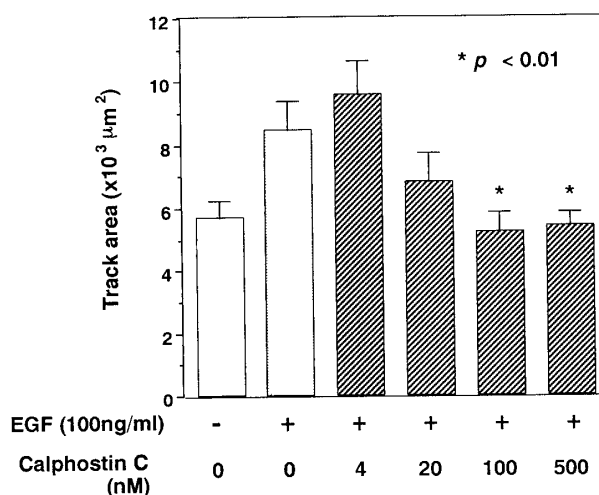 12
10
8
6
4
2
0
Track area (x10³ μm²)
* p < 0.01
*
*
EGF (100ng/ml) - + + + + +
Calphostin C 0 0 4 20 100 500
(nM)